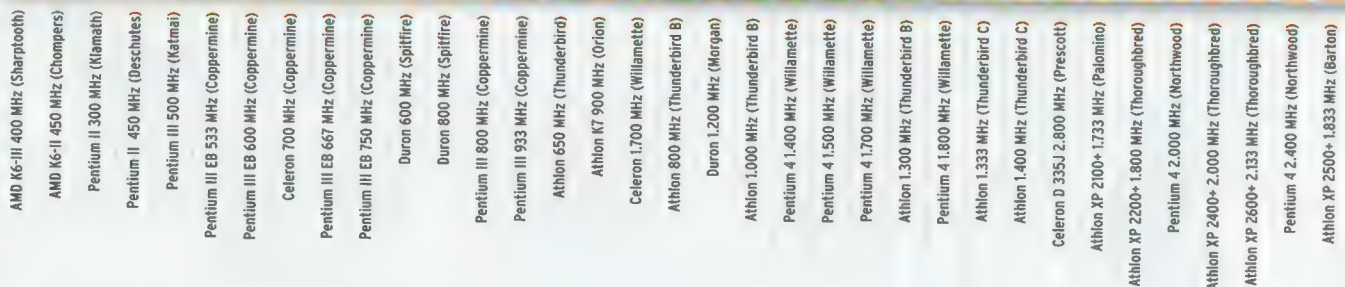 AMD K6-III 400 MHz (Sharptooth)
AMD K6-II 450 MHz (Chompers)
Pentium II 300 MHz (Klamath)
Pentium II 450 MHz (Deschutes)
Pentium III 500 MHz (Katmai)
Pentium III EB 533 MHz (Coppermine)
Pentium III EB 600 MHz (Coppermine)
Celeron 700 MHz (Coppermine)
Pentium III EB 667 MHz (Coppermine)
Pentium III EB 750 MHz (Coppermine)
Duron 600 MHz (Spitfire)
Duron 800 MHz (Spitfire)
Pentium III 800 MHz (Coppermine)
Pentium III 933 MHz (Coppermine)
Athlon 650 MHz (Thunderbird)
Athlon K7 900 MHz (Orion)
Celeron 1.700 MHz (Willamette)
Athlon 800 MHz (Thunderbird B)
Duron 1.200 MHz (Morgan)
Athlon 1.000 MHz (Thunderbird B)
Pentium 4 1.400 MHz (Willamette)
Pentium 4 1.500 MHz (Willamette)
Pentium 4 1.700 MHz (Willamette)
Athlon 1.300 MHz (Thunderbird B)
Pentium 4 1.800 MHz (Willamette)
Athlon 1.333 MHz (Thunderbird C)
Athlon 1.400 MHz (Thunderbird C)
Celeron D 335J 2.800 MHz (Prescott)
Athlon XP 2100+ 1.733 MHz (Palomino)
Athlon XP 2200+ 1.800 MHz (Thoroughbred)
Pentium 4 2.000 MHz (Northwood)
Athlon XP 2400+ 2.000 MHz (Thoroughbred)
Athlon XP 2600+ 2.133 MHz (Thoroughbred)
Pentium 4 2.400 MHz (Northwood)
Athlon XP 2500+ 1.833 MHz (Barton)